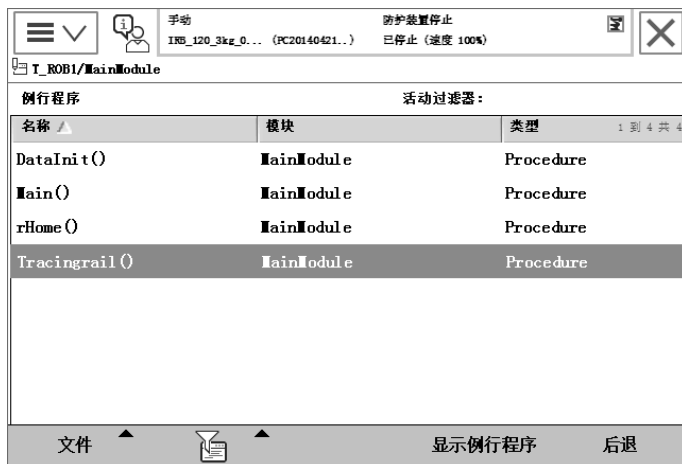 手动 防护装置停止
IRB_120_3kg_0... (PC20140421..) 已停止 (速度 100%)
T_ROB1/MainModule
例行程序 活动过滤器:
名称 模块 类型 1 到 4 共 4
DataInit() MainModule Procedure
Main() MainModule Procedure
rHome() MainModule Procedure
Tracingrail() MainModule Procedure
文件 显示例行程序 后退